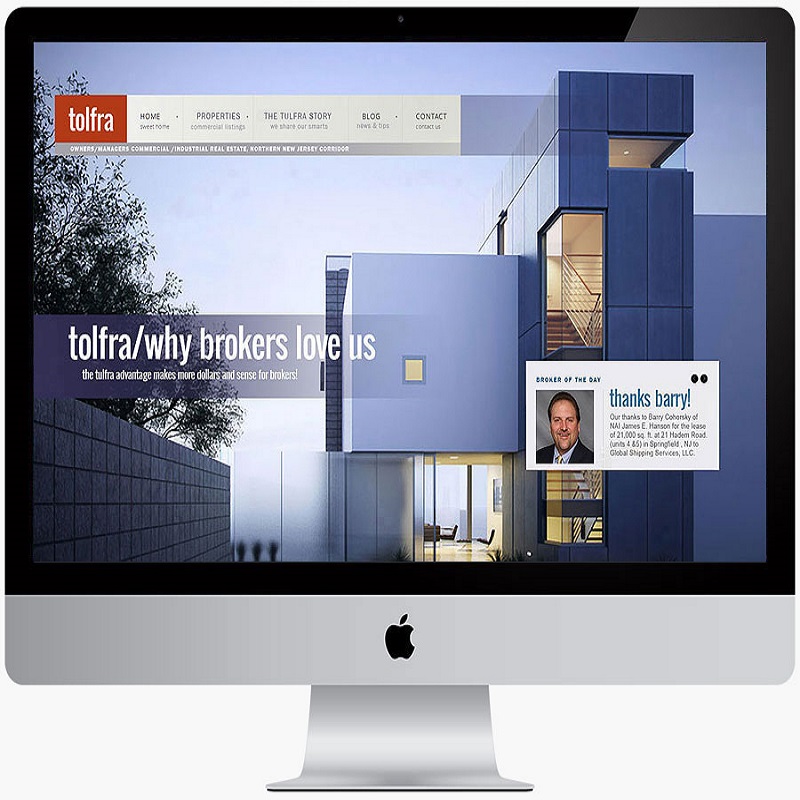 tolfra
HOME
sweet home
PROPERTIES
commercial listings
THE TULFRA STORY
we share our smarts
BLOG
news & tips
CONTACT
contact us
OWNERS/MANAGERS COMMERCIAL /INDUSTRIAL REAL ESTATE, NORTHERN NEW JERSEY CORRIDOR
tolfra/why brokers love us
the tulfra advantage makes more dollars and sense for brokers!
BROKER OF THE DAY
thanks barry!
Our thanks to Barry Cohorsky of
NAI James E. Hanson for the lease
of 21,000 sq. ft. at 21 Hadem Road.
(units 4 &5) in Springfield , NJ to
Global Shipping Services, LLC.